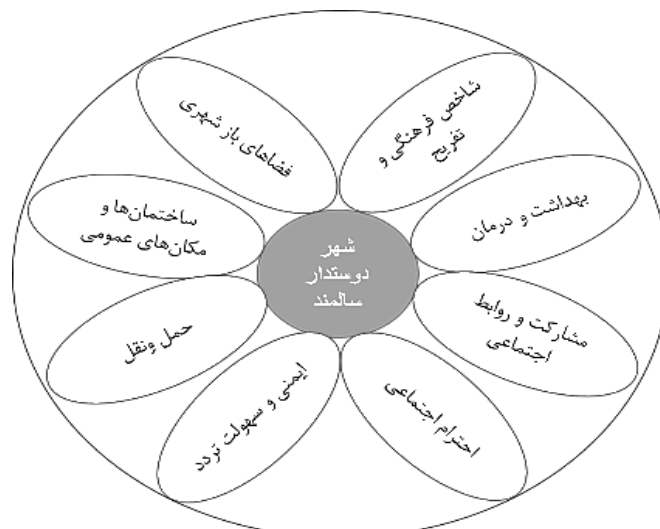 شاخص فرهنگی و
تفریح
بهداشت و درمان
مشارکت و روابط
اجتماعی
احترام اجتماعی
ایمنی و سهولت تردد
حمل ونقل
ساختمان‌ها و
مکان‌های عمومی
فضاهای باز شهری
شهر
دوستدار
سالمند